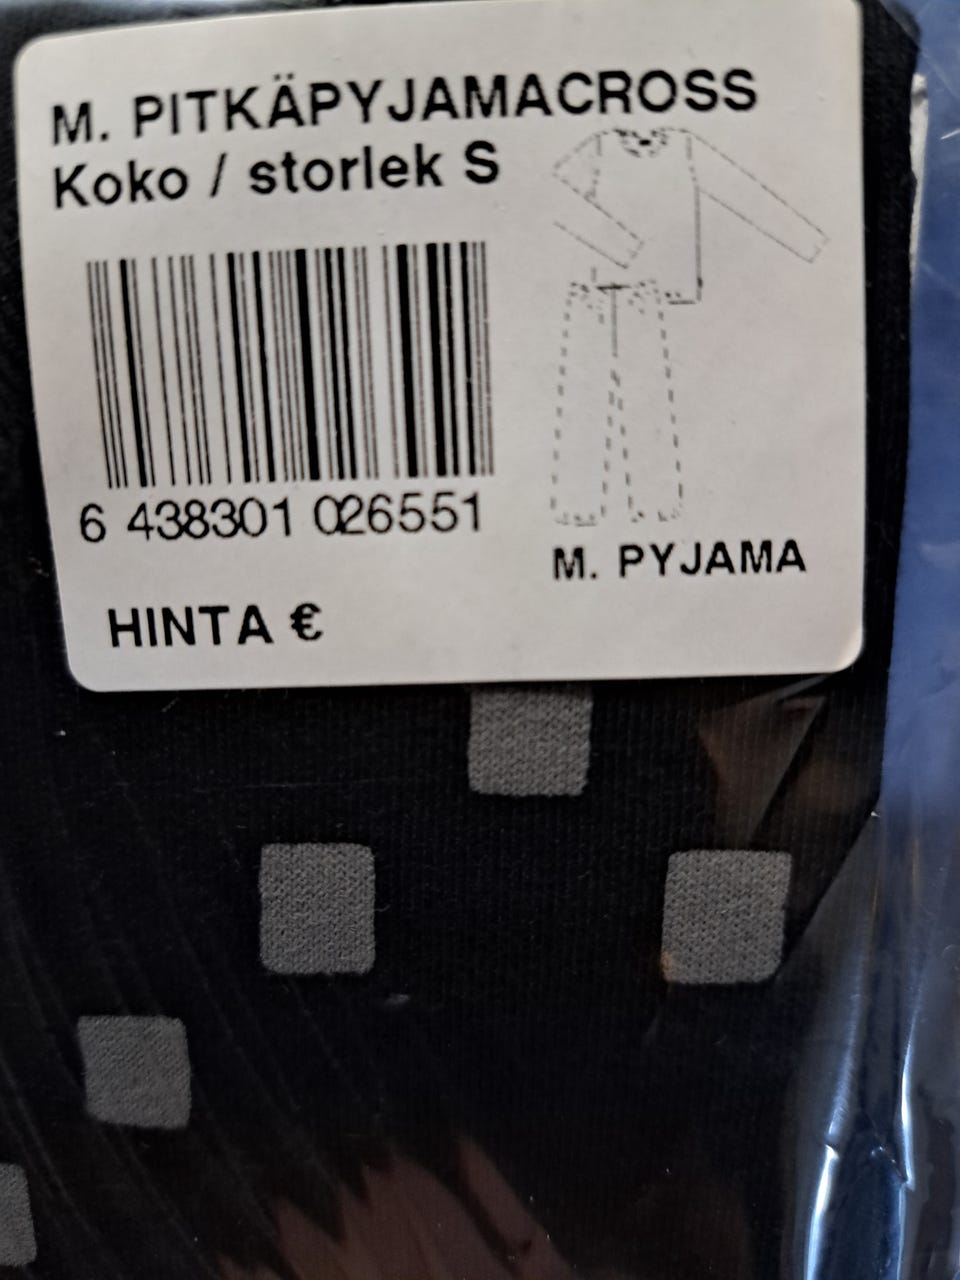 M. PITKÄPYJAMACROSS
Koko / storlek S
6 438301 026551
M. PYJAMA
HINTA €